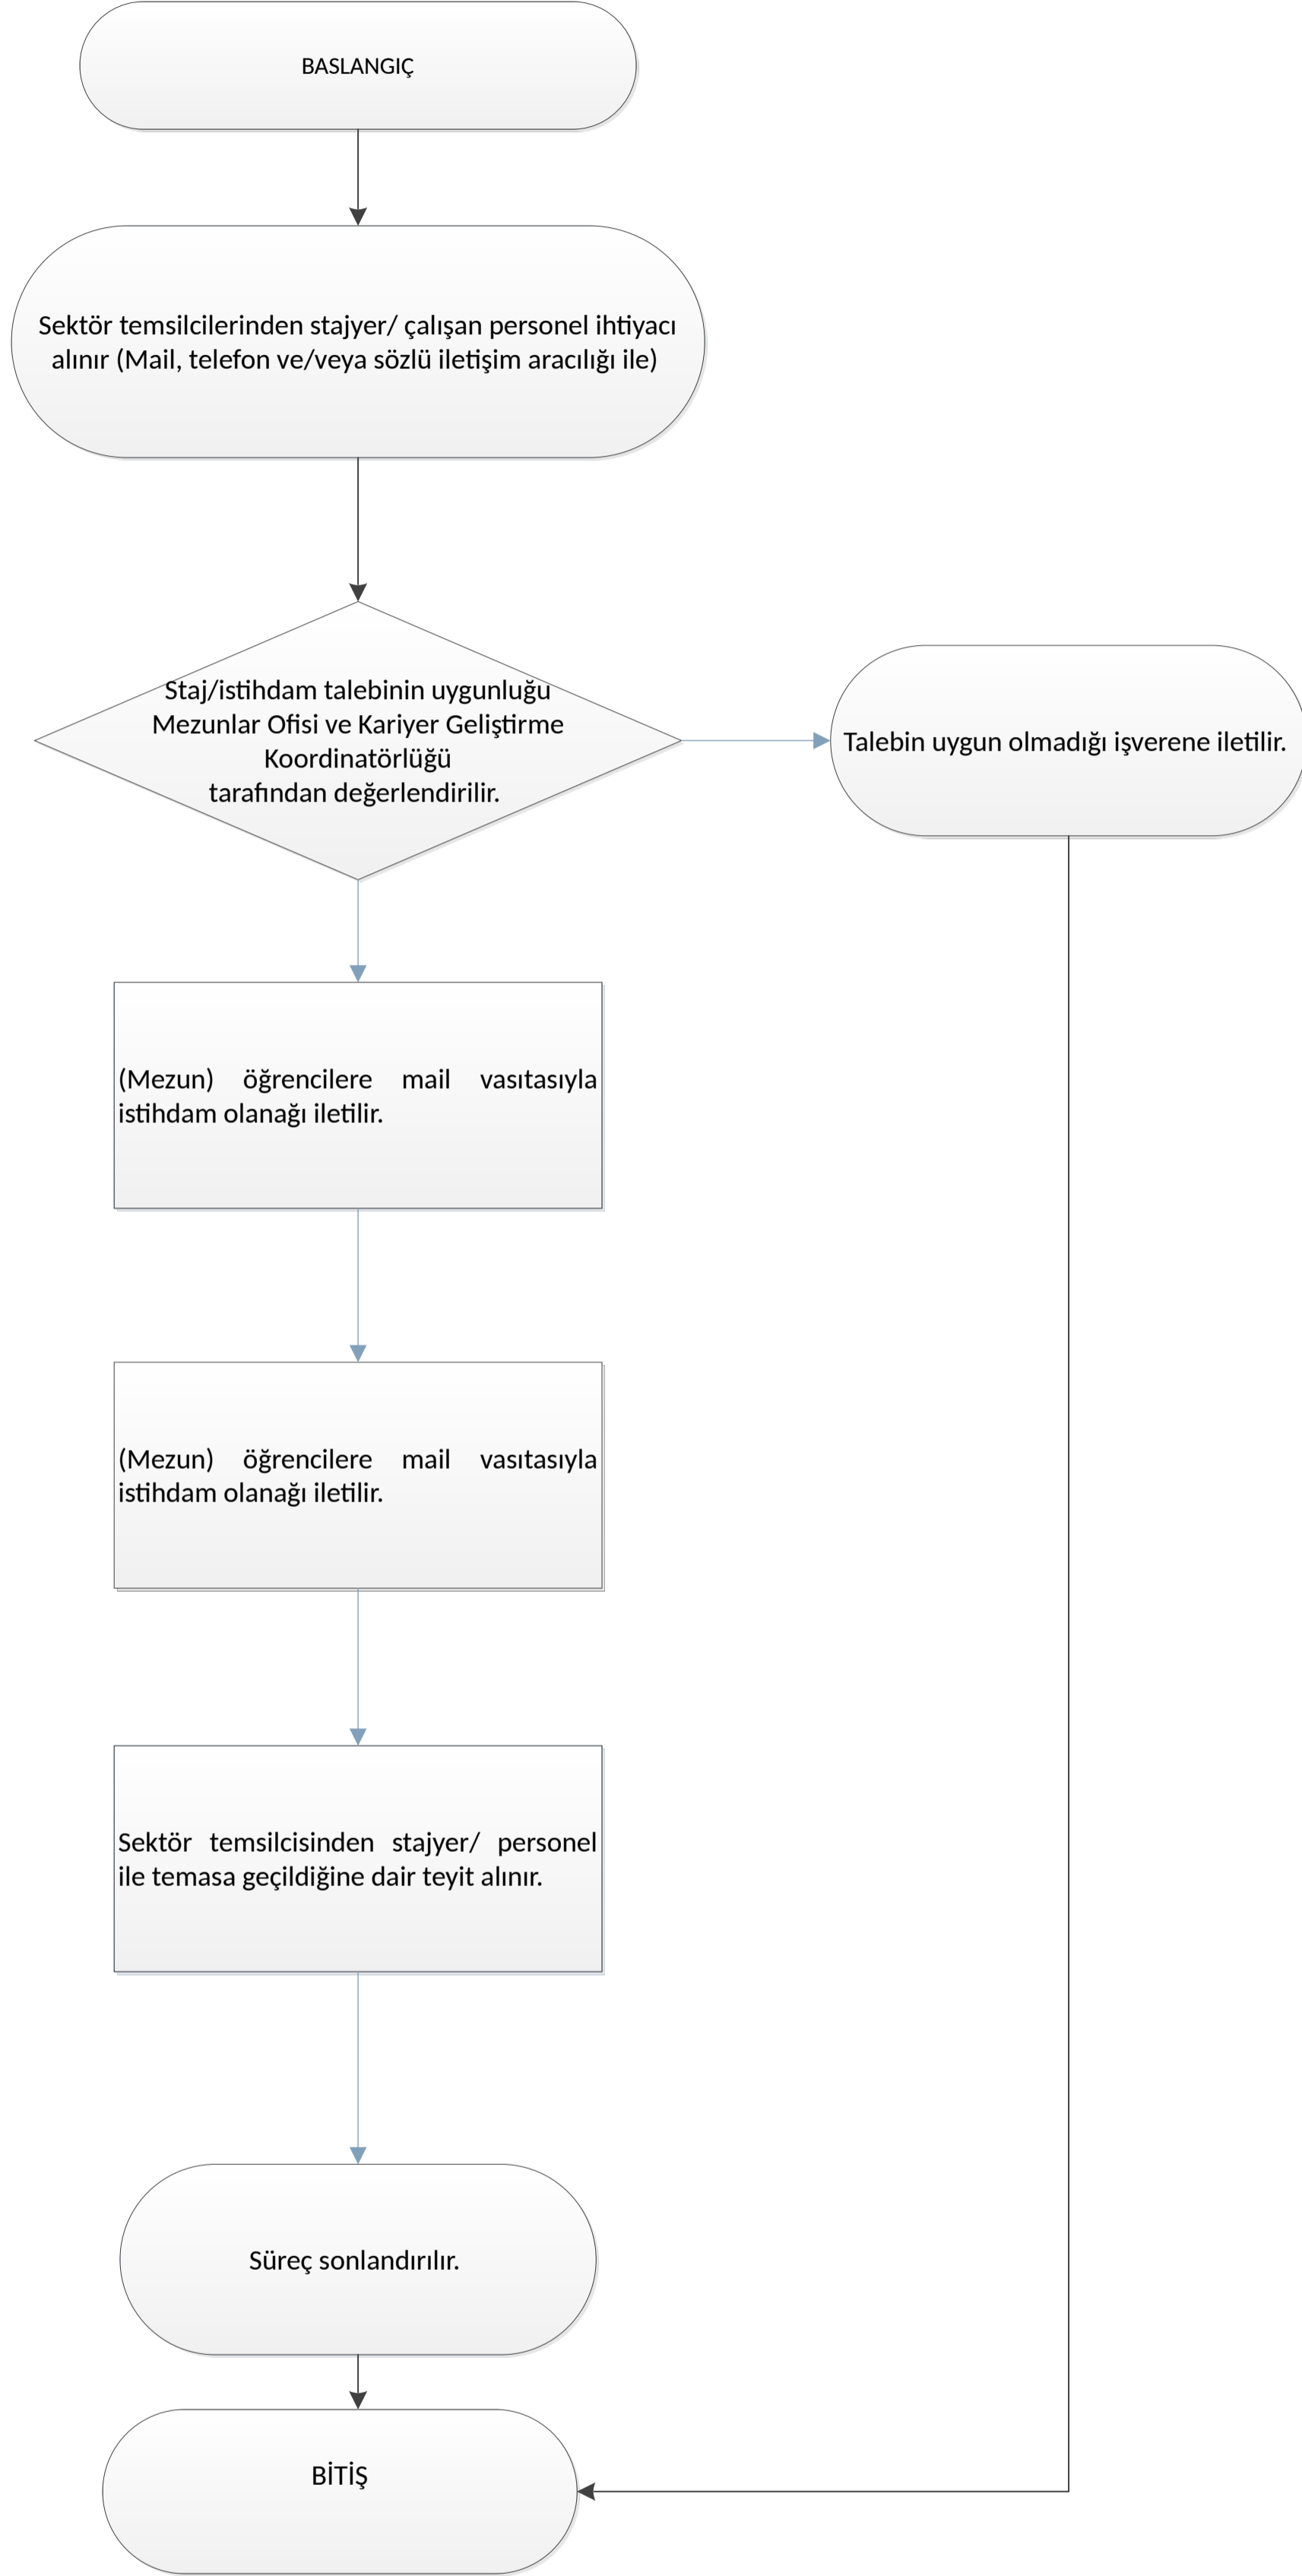 BASLANGIÇ
Sektör temsilcilerinden stajyer/ çalışan personel ihtiyacı
alınır (Mail, telefon ve/veya sözlü iletişim aracılığı ile)
Staj/istihdam talebinin uygunluğu
Mezunlar Ofisi ve Kariyer Geliştirme
Koordinatörlüğü
tarafından değerlendirilir.
Talebin uygun olmadığı işverene iletilir.
(Mezun) öğrencilere mail vasıtasıyla
istihdam olanağı iletilir.
(Mezun) öğrencilere mail vasıtasıyla
istihdam olanağı iletilir.
Sektör temsilcisinden stajyer/ personel
ile temasa geçildiğine dair teyit alınır.
Süreç sonlandırılır.
BİTİŞ